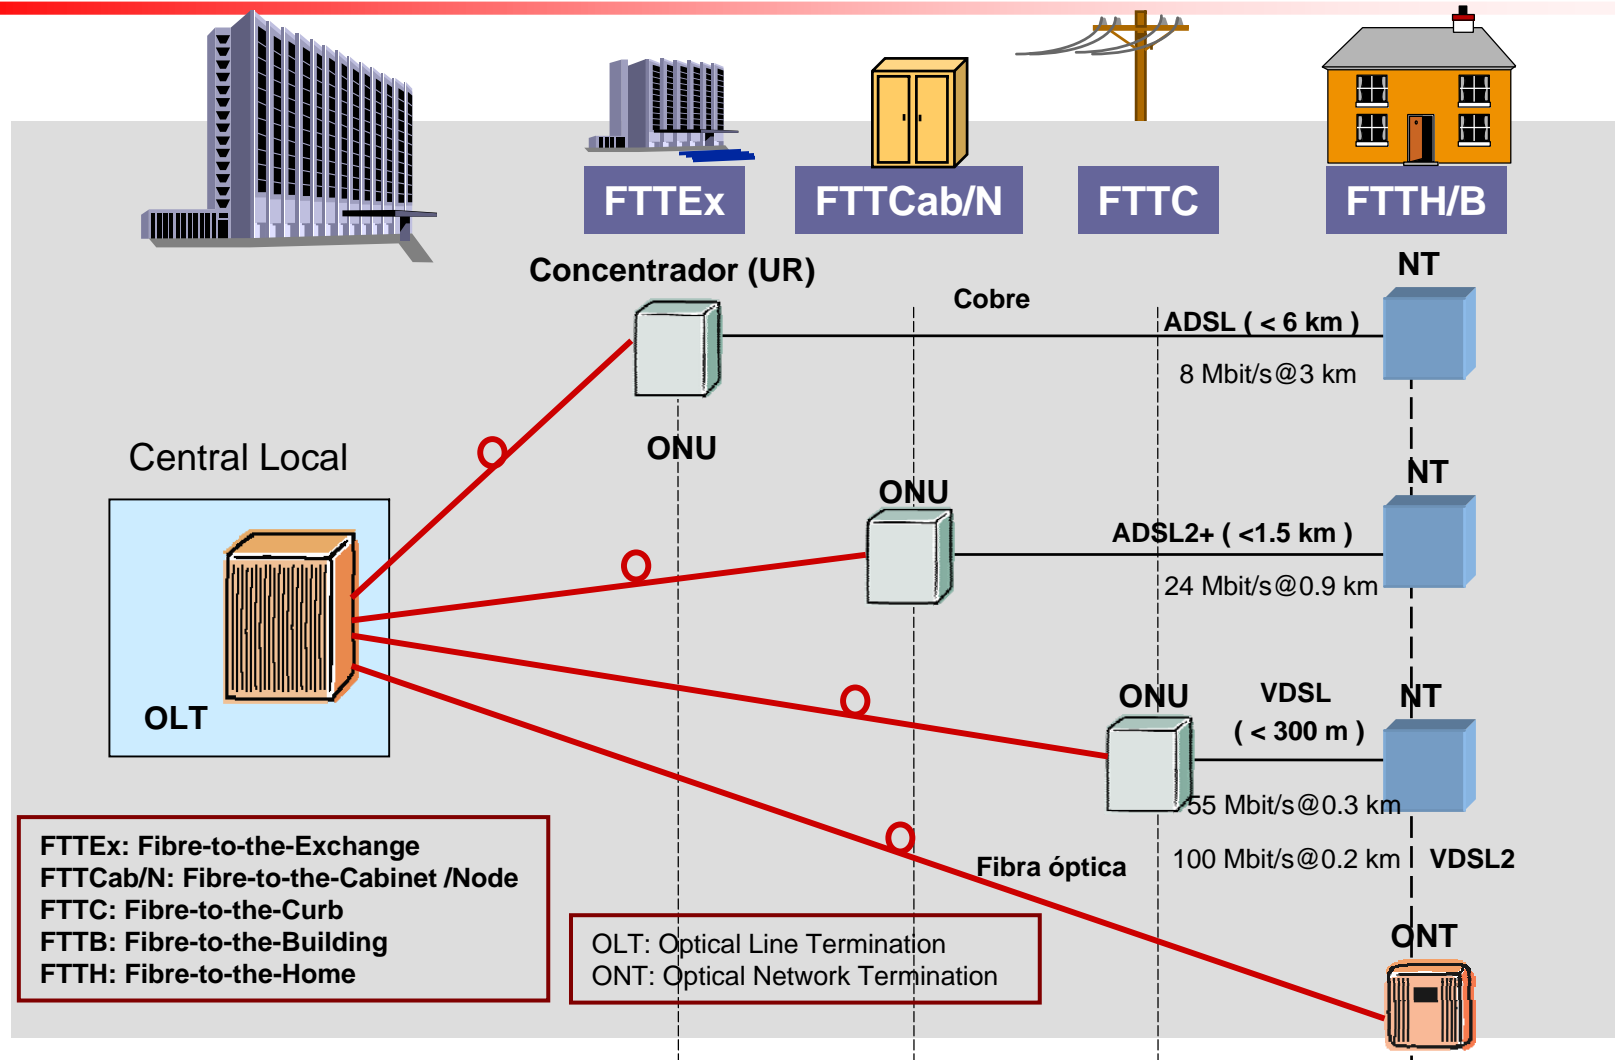 FTTEx
FTTCab/N
FTTC
FTTH/B
Concentrador (UR)
NT
Cobre
ADSL ( < 6 km )
8 Mbit/s@3 km
ONU
Central Local
NT
ONU
ADSL2+ ( <1.5 km )
24 Mbit/s@0.9 km
OLT
ONU
VDSL
( < 300 m )
NT
55 Mbit/s@0.3 km
100 Mbit/s@0.2 km
VDSL2
Fibra óptica
FTTEx: Fibre-to-the-Exchange
FTTCab/N: Fibre-to-the-Cabinet /Node
FTTC: Fibre-to-the-Curb
FTTB: Fibre-to-the-Building
FTTH: Fibre-to-the-Home
OLT: Optical Line Termination
ONT: Optical Network Termination
ONT